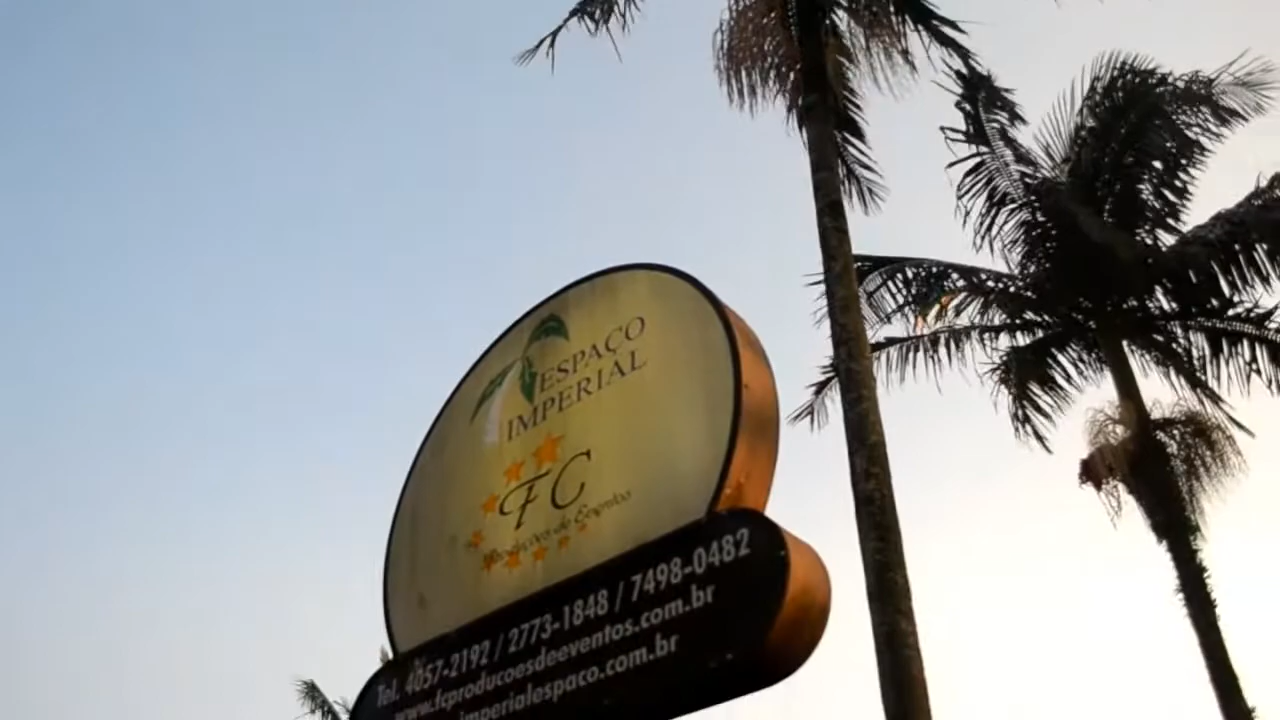 ESPAÇO
IMPERIAL
FC
Produções de Eventos
Tel. 4057-2192 / 2773-1848 / 7498-0482
www.fcproducoesdeeventos.com.br
imperialespaco.com.br